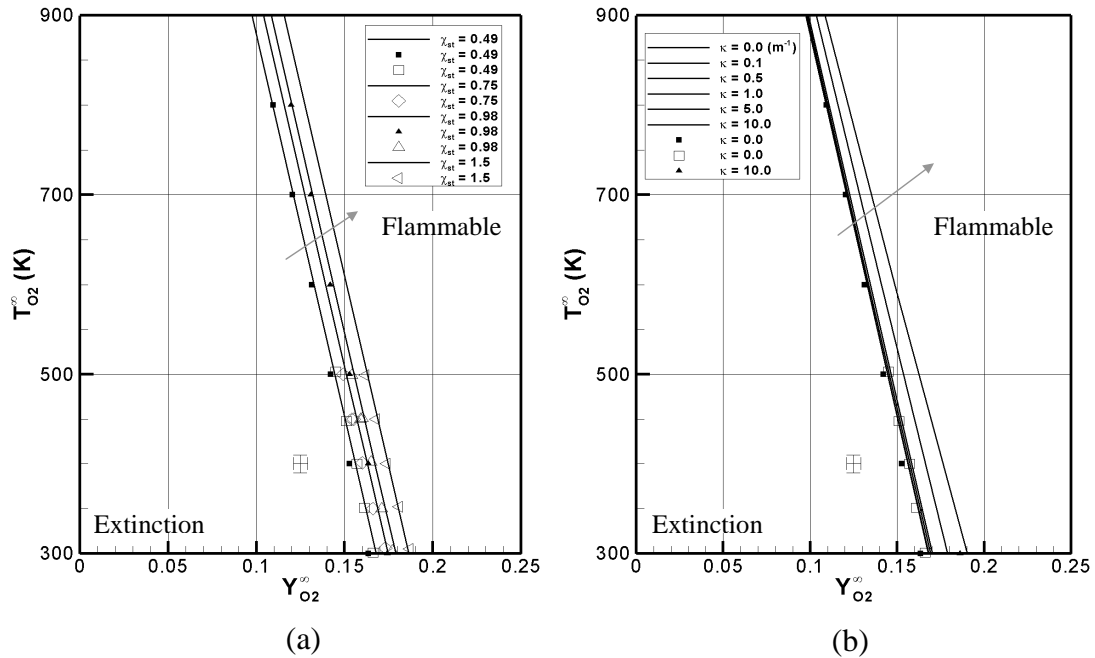 900
700
500
300
T∞O2 (K)
0 0.05 0.1 0.15 0.2 0.25
Y∞O2
χst = 0.49
χst = 0.49
χst = 0.49
χst = 0.75
χst = 0.75
χst = 0.98
χst = 0.98
χst = 0.98
χst = 1.5
χst = 1.5
Flammable
Extinction
(a)
900
700
500
300
T∞O2 (K)
0 0.05 0.1 0.15 0.2 0.25
Y∞O2
κ = 0.0 (m-1)
κ = 0.1
κ = 0.5
κ = 1.0
κ = 5.0
κ = 10.0
κ = 0.0
κ = 0.0
κ = 10.0
Flammable
Extinction
(b)